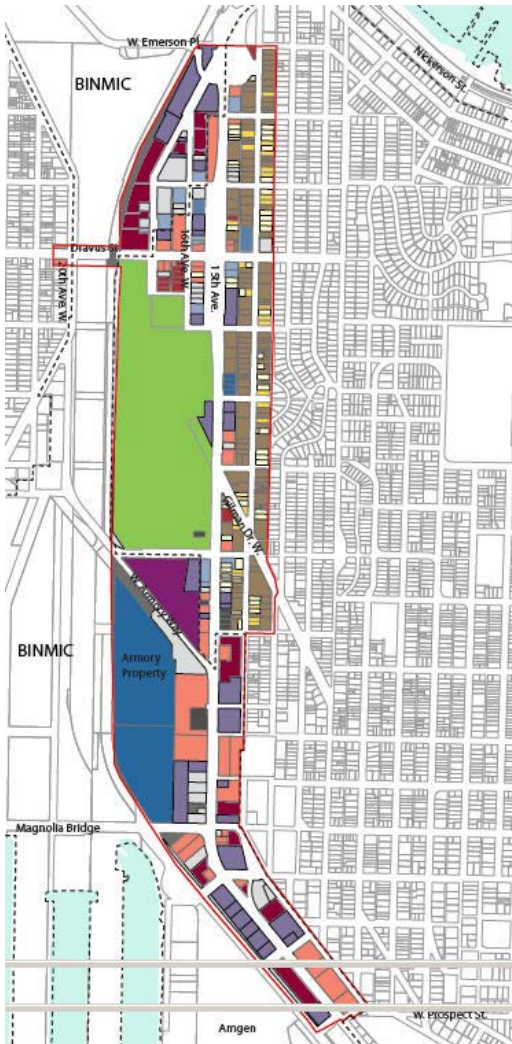 W. Emerson Pl
BINMIC
Nickerson St.
Dravus St.
20th Ave. W.
16th Ave. W.
15th Ave.
Gilman Dr. W.
W. Armory Way
BINMIC
Armory
Property
Magnolia Bridge
W. Prospect St.
Amgen